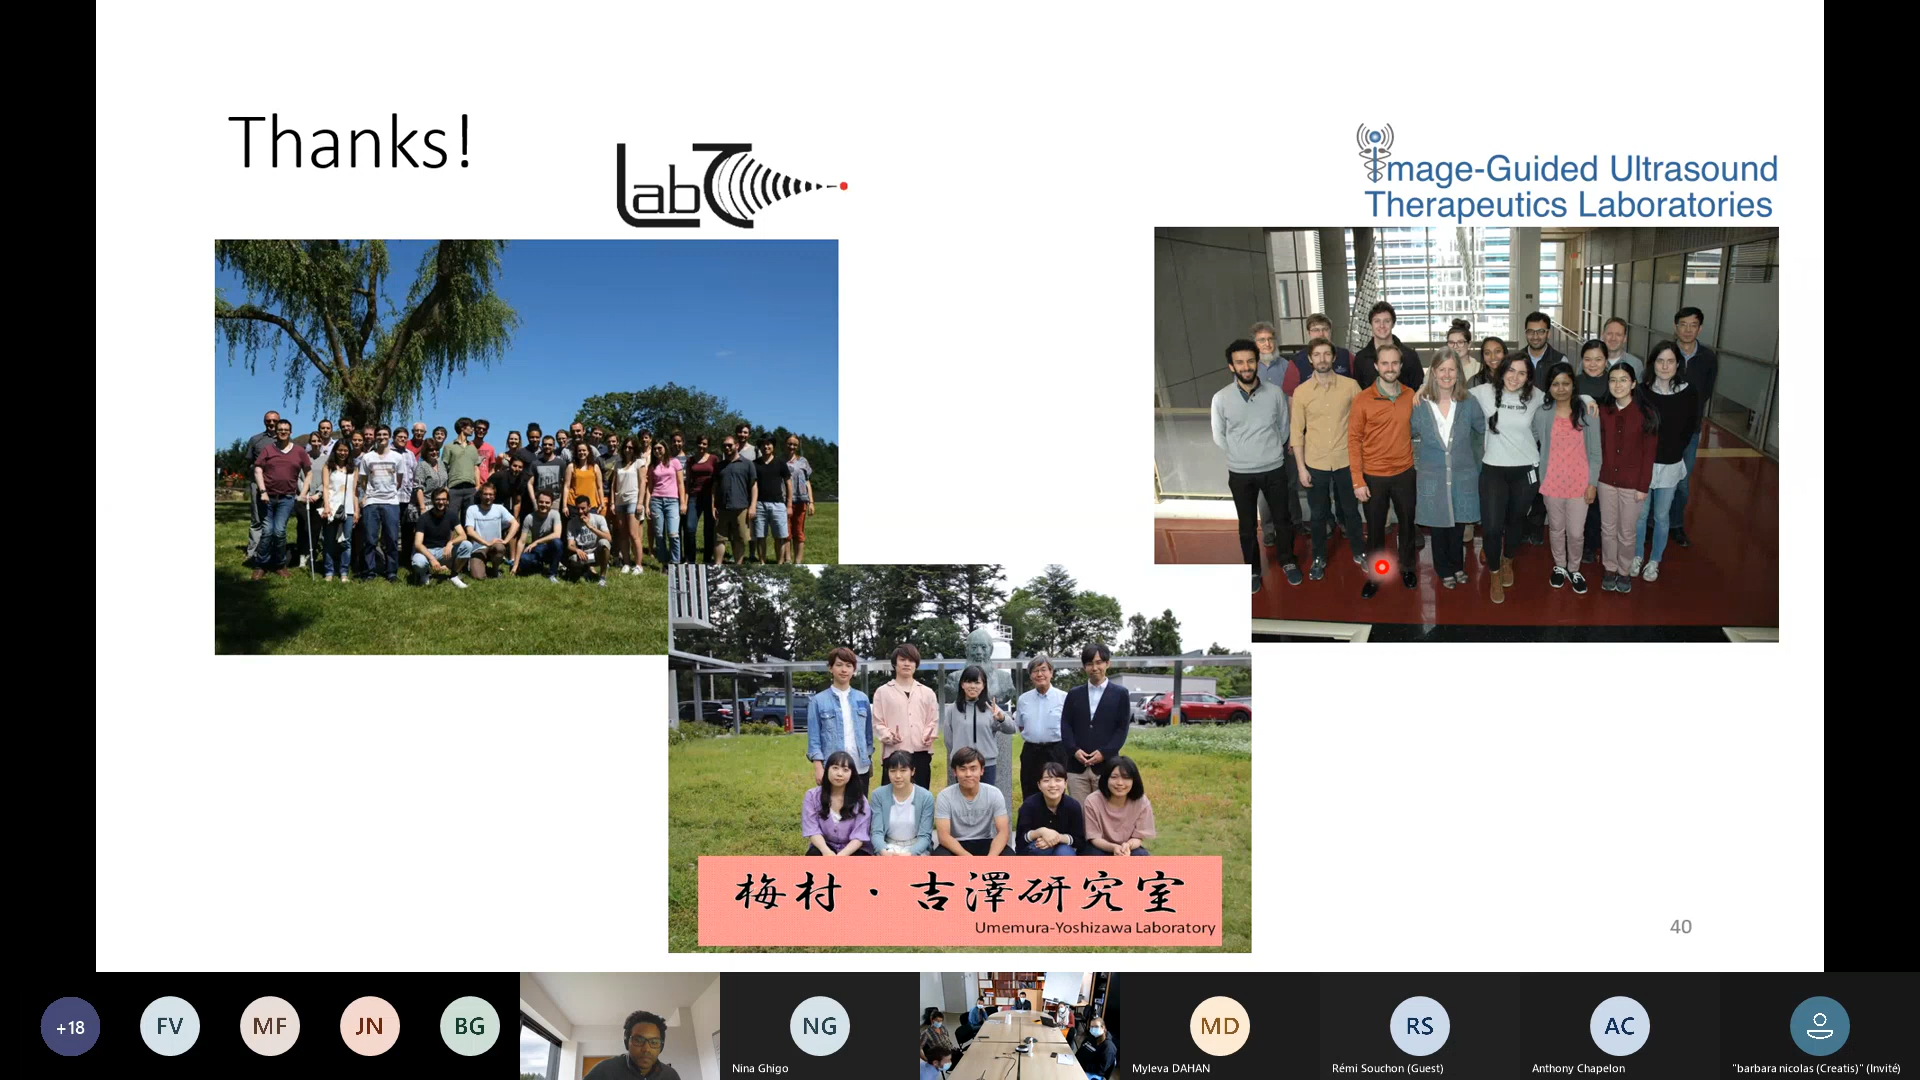 Thanks!
LabTau
Image-Guided Ultrasound
Therapeutics Laboratories
梅村・吉澤研究室
Umemura-Yoshizawa Laboratory
40
+18
FV
MF
JN
BG
NG
Nina Ghigo
MD
Myleva DAHAN
RS
Rémi Souchon (Guest)
AC
Anthony Chapelon
"barbara nicolas (Creatis)" (Invité)